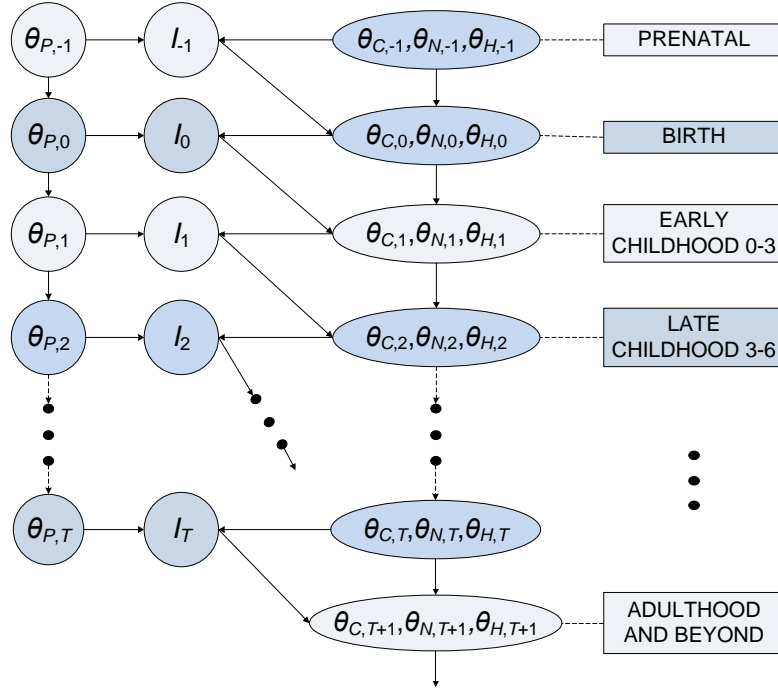 θP,-1 I-1 θC,-1,θN,-1,θH,-1 PRENATAL
θP,0 I0 θC,0,θN,0,θH,0 BIRTH
θP,1 I1 θC,1,θN,1,θH,1 EARLY
CHILDHOOD 0-3
θP,2 I2 θC,2,θN,2,θH,2 LATE
CHILDHOOD 3-6
θP,T IT θC,T,θN,T,θH,T
θC,T+1,θN,T+1,θH,T+1 ADULTHOOD
AND BEYOND